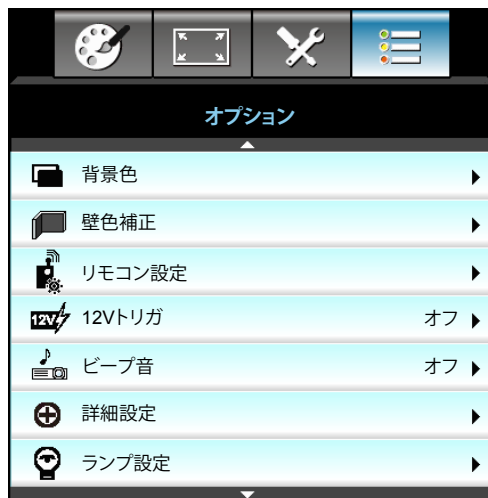 オプション
背景色
壁色補正
リモコン設定
12V 12Vトリガ オフ
ビープ音 オフ
詳細設定
ランプ設定